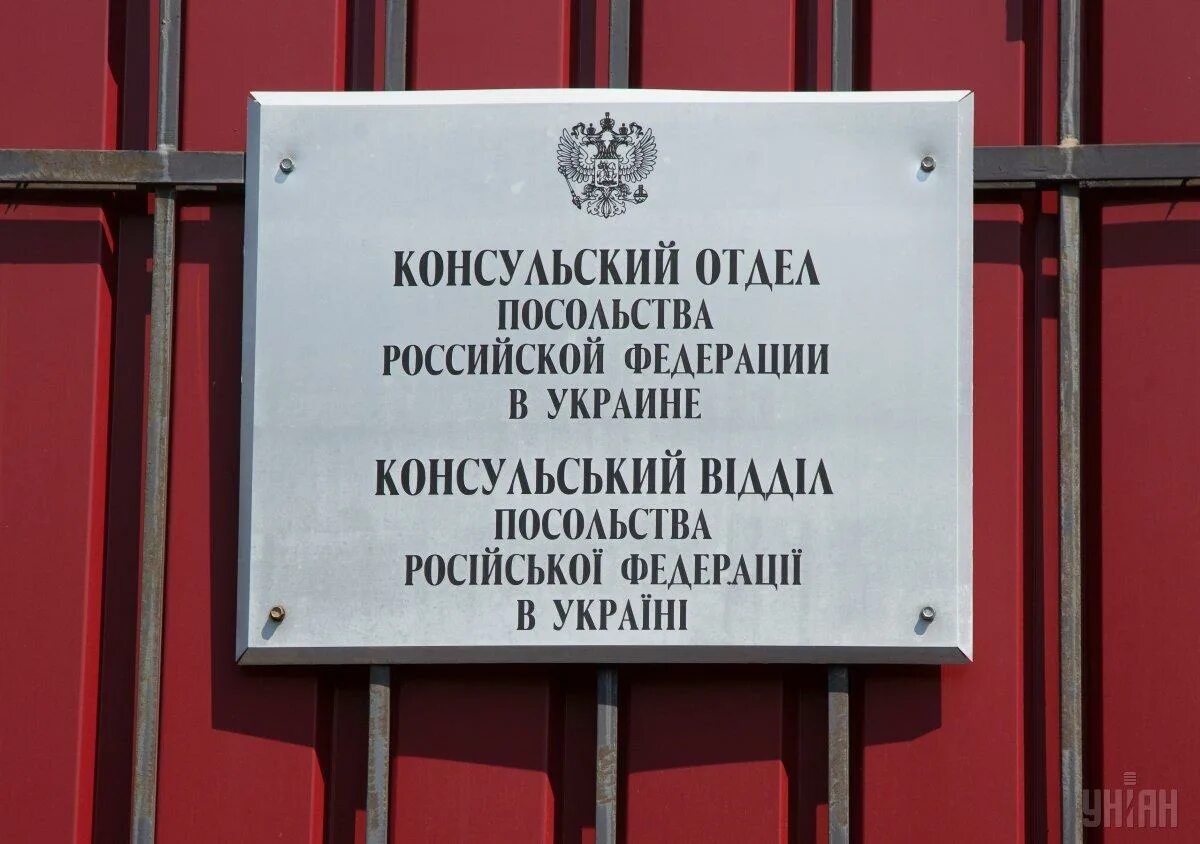 КОНСУЛЬСКИЙ ОТДЕЛ
ПОСОЛЬСТВА
РОССИЙСКОЙ ФЕДЕРАЦИИ
В УКРАИНЕ
КОНСУЛЬСЬКИЙ ВІДДІЛ
ПОСОЛЬСТВА
РОСІЙСЬКОЇ ФЕДЕРАЦІЇ
В УКРАЇНІ
УНІАН